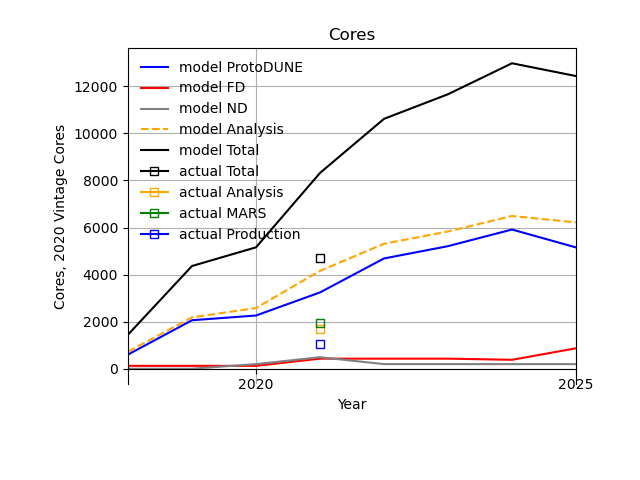 Cores
model ProtoDUNE
model FD
model ND
model Analysis
model Total
actual Total
actual Analysis
actual MARS
actual Production
12000
10000
8000
6000
4000
2000
0
Cores, 2020 Vintage Cores
2020
2025
Year